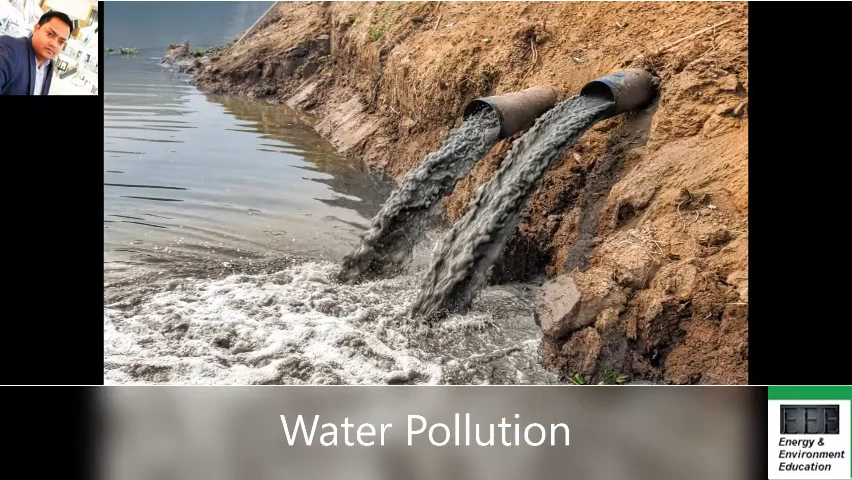 Water Pollution
EEE
Energy &
Environment
Education